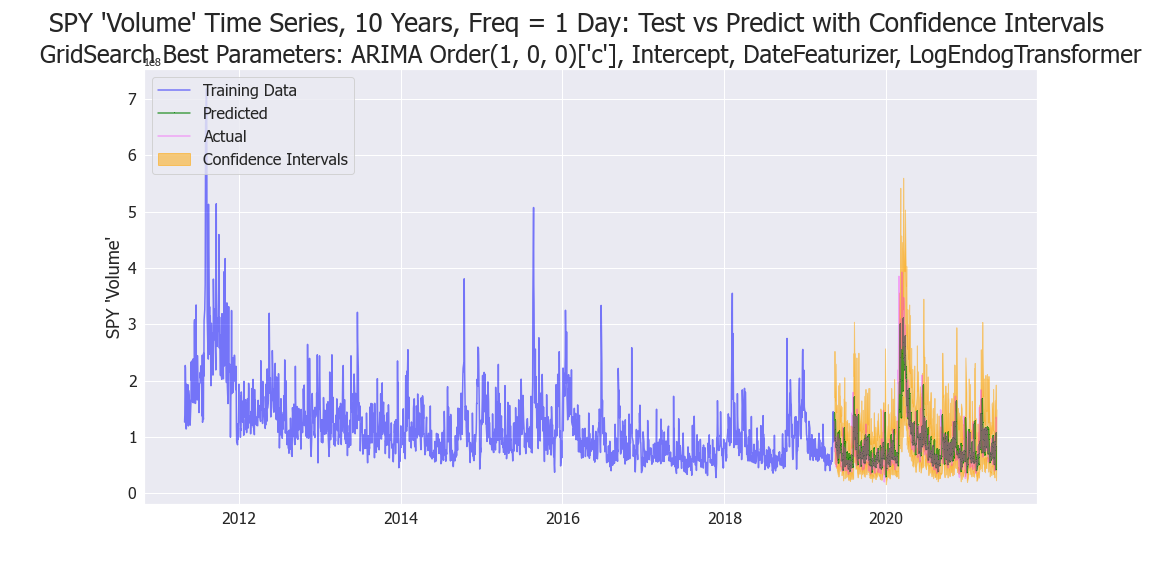 SPY 'Volume' Time Series, 10 Years, Freq = 1 Day: Test vs Predict with Confidence Intervals
GridSearch Best Parameters: ARIMA Order(1, 0, 0)['c'], Intercept, DateFeaturizer, LogEndogTransformer
1e8
Training Data
Predicted
Actual
Confidence Intervals
7
6
5
4
3
2
1
0
SPY 'Volume'
2012 2014 2016 2018 2020